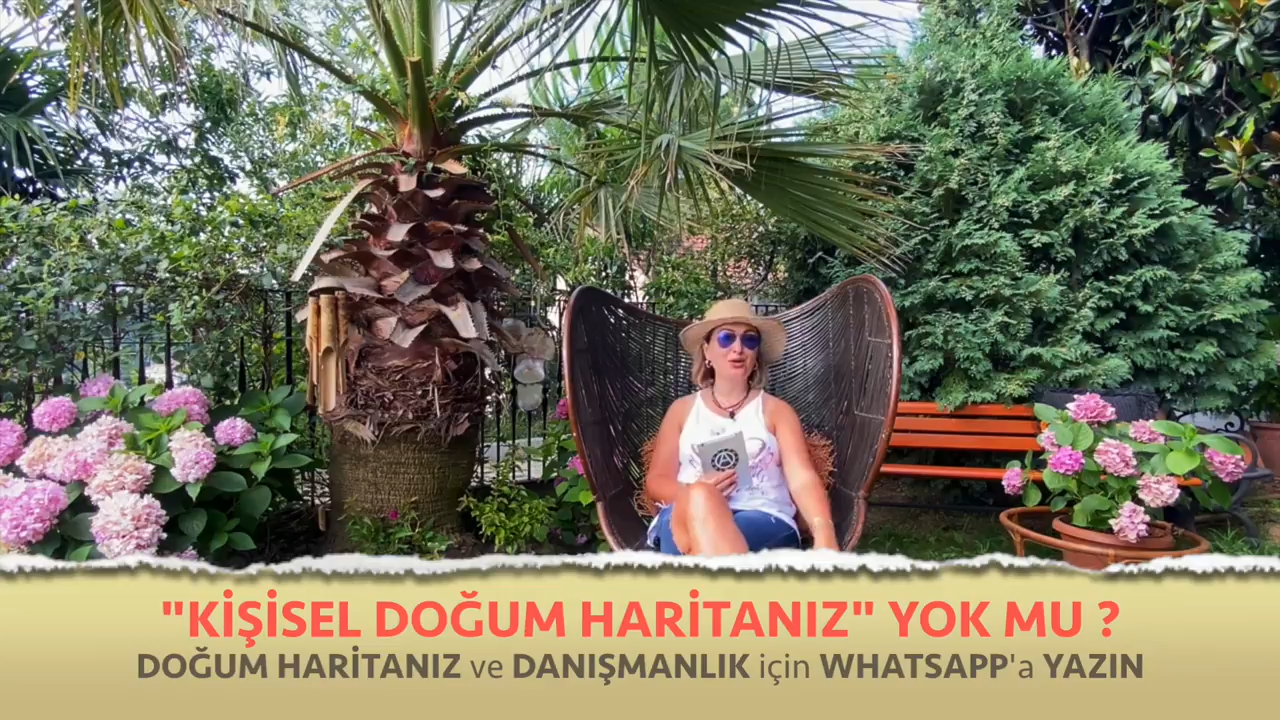 "KİŞİSEL DOĞUM HARİTANIZ" YOK MU ?
DOĞUM HARİTANIZ ve DANIŞMANLIK için WHATSAPP'a YAZIN